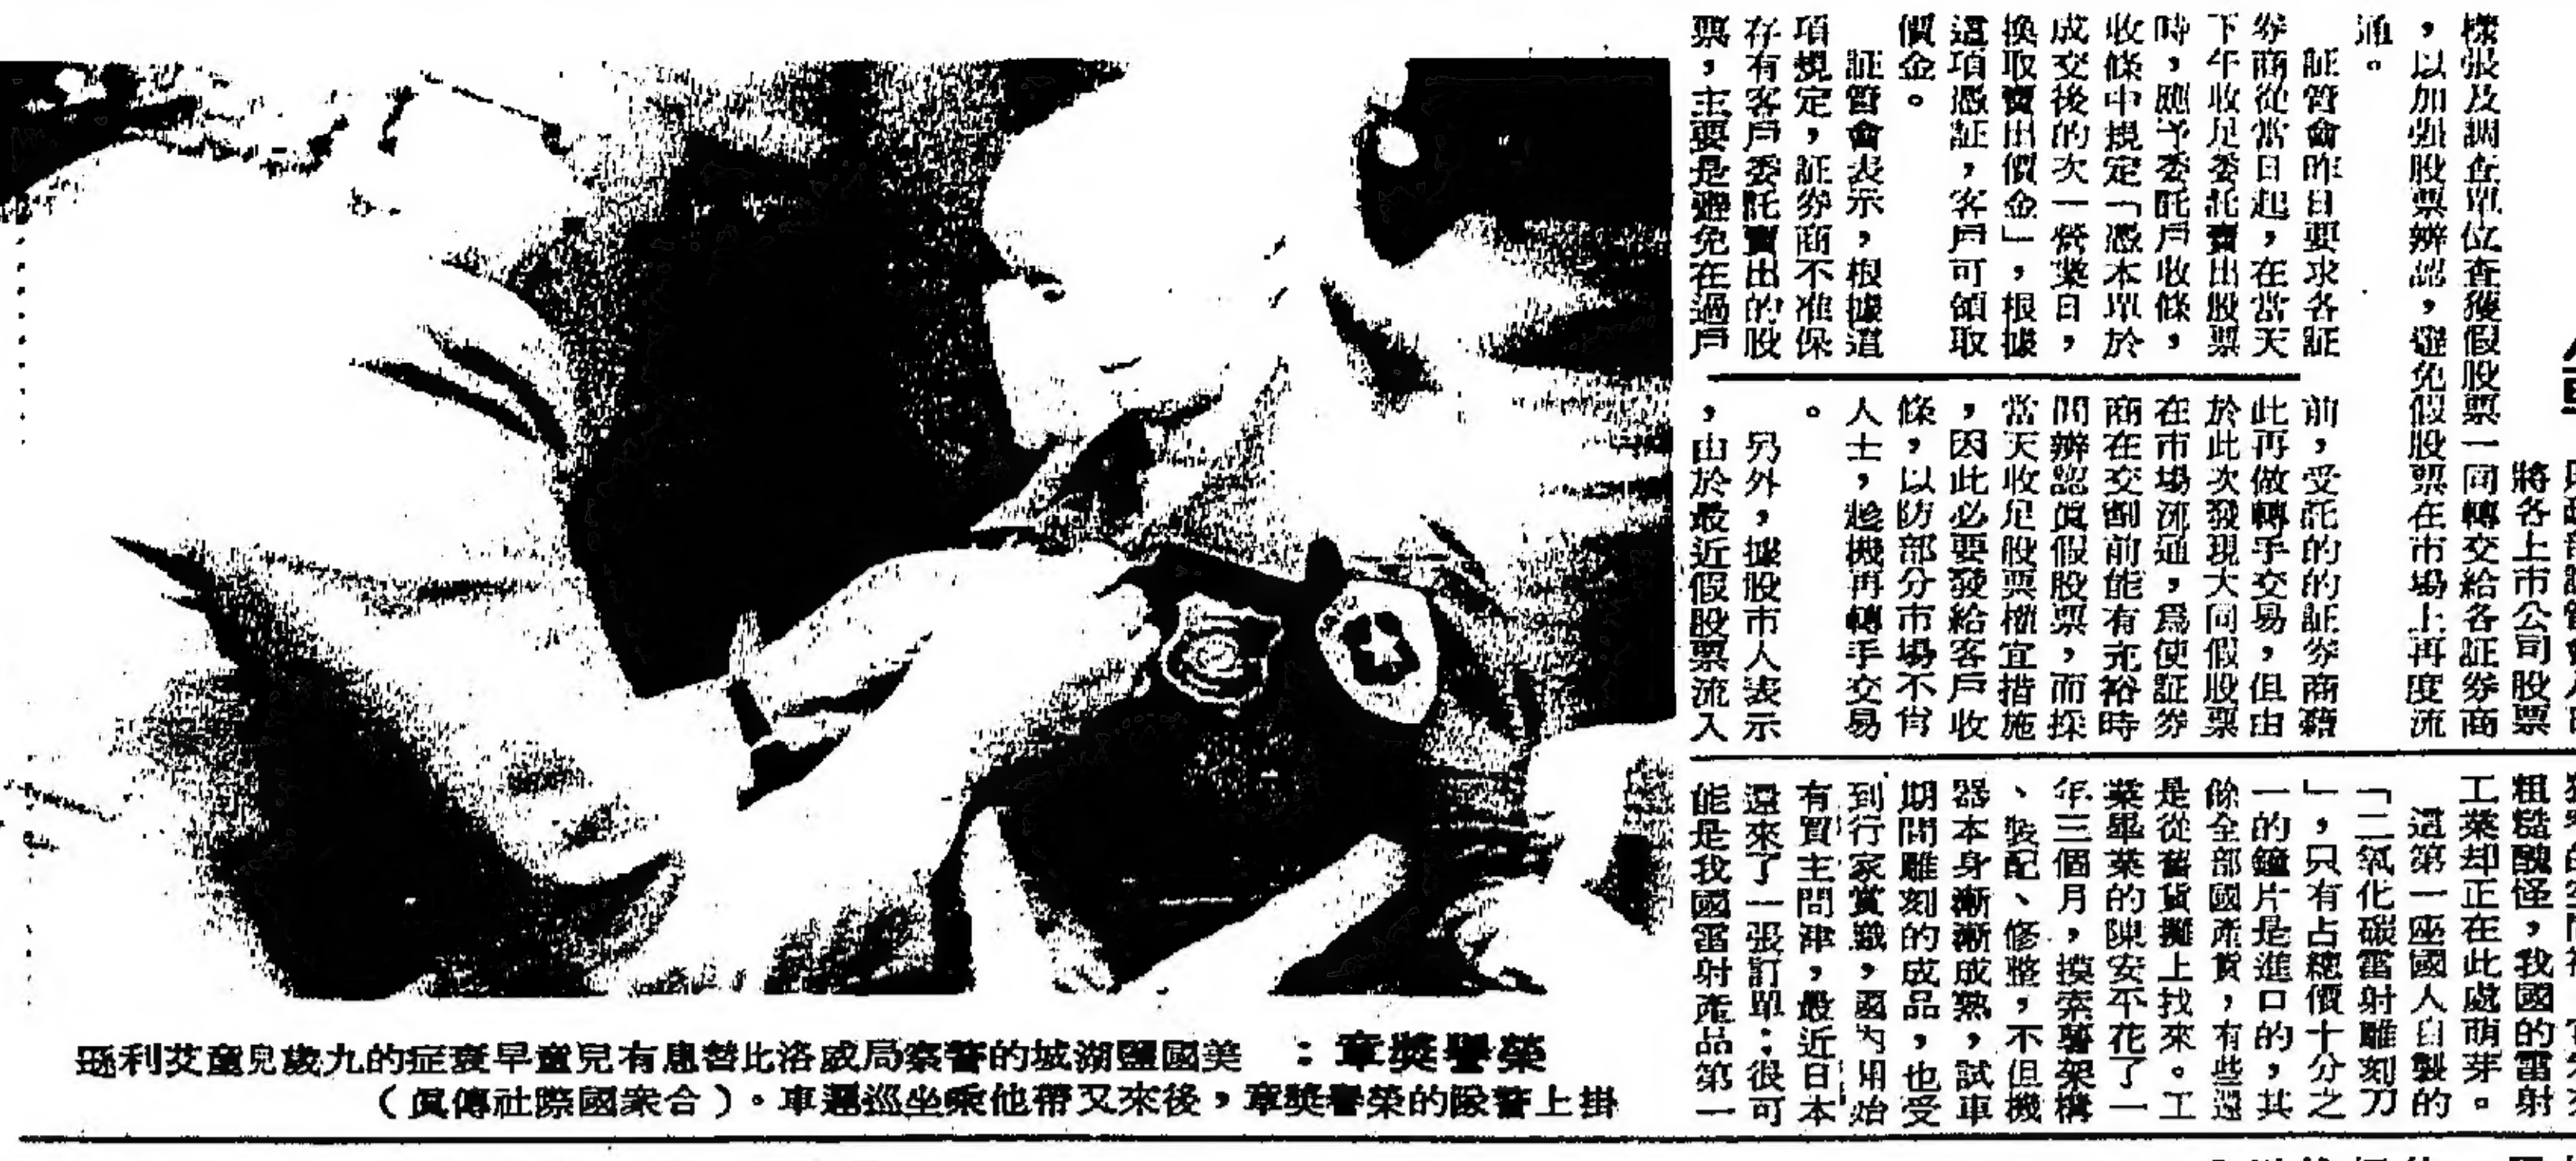 將各上市公司股票
樣張及調查單位查獲假股票一同轉交給各証券商
，以加强股票辨認，避免假股票在市場上再度流
通。
証管會昨日要求各証
券商從當日起，在當天
下午收足委託賣出股票
時，應予委託戶收條，
收條中規定「憑本單於
成交後的次一營業日，
換取賣出價金」，根據
這項憑証，客戶可領取
價金。
証管會表示，根據這
項規定，証券商不准保
存有客戶委託賣出的股
票，主要是避免在過戶
前，受託的的証券商藉
此再做轉手交易，但由
於此次發現大同假股票
在市場流通，爲使証券
商在交割前能有充裕時
間辨認眞假股票，而採
當天收足股票權宜措施
，因此必要發給客戶收
條，以防部分市場不肖
人士，趁機再轉手交易
。
另外，據股市人表示
，由於最近假股票流入
粗糙醜怪，我國的雷射
工業却正在此處萌芽。
這第一座國人自製的
「二氧化碳雷射雕刻刀
」，只有占總價十分之
一的鏡片是進口的，其
餘全部國產貨，有些還
是從舊貨攤上找來。工
業畢業的陳安不花了一
年三個月，摸索着架構
、裝配、修整，不但機
器本身漸漸成熟，試車
期間雕刻的成品，也受
到行家賞識，國內開始
有買主問津，最近日本
還來了一張訂單；很可
能是我國雷射產品第一
榮譽獎章：美國鹽湖城的警察局威洛比替患有兒童早衰症的九歲兒童艾利遜
掛上警隊的榮譽獎章，後來又帶他乘坐巡邏車。（合衆國際社傳眞）